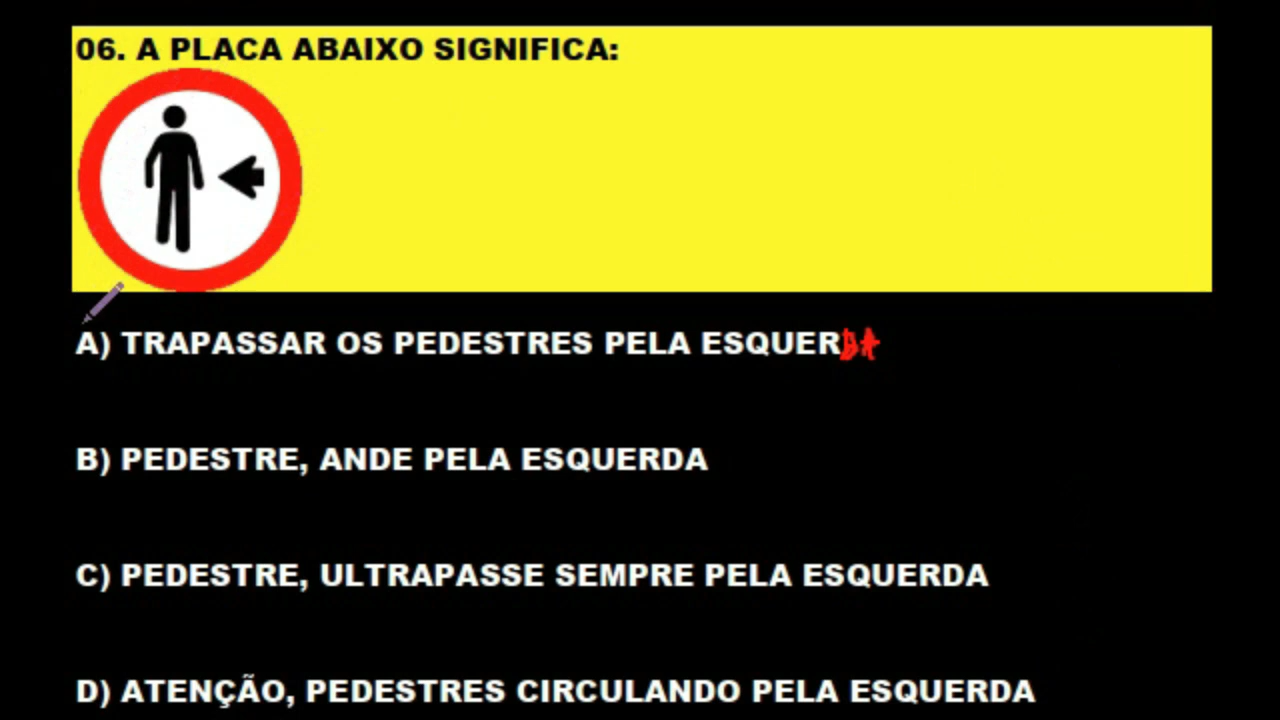 06. A PLACA ABAIXO SIGNIFICA:
A) TRAPASSAR OS PEDESTRES PELA ESQUERDA
B) PEDESTRE, ANDE PELA ESQUERDA
C) PEDESTRE, ULTRAPASSE SEMPRE PELA ESQUERDA
D) ATENÇÃO, PEDESTRES CIRCULANDO PELA ESQUERDA